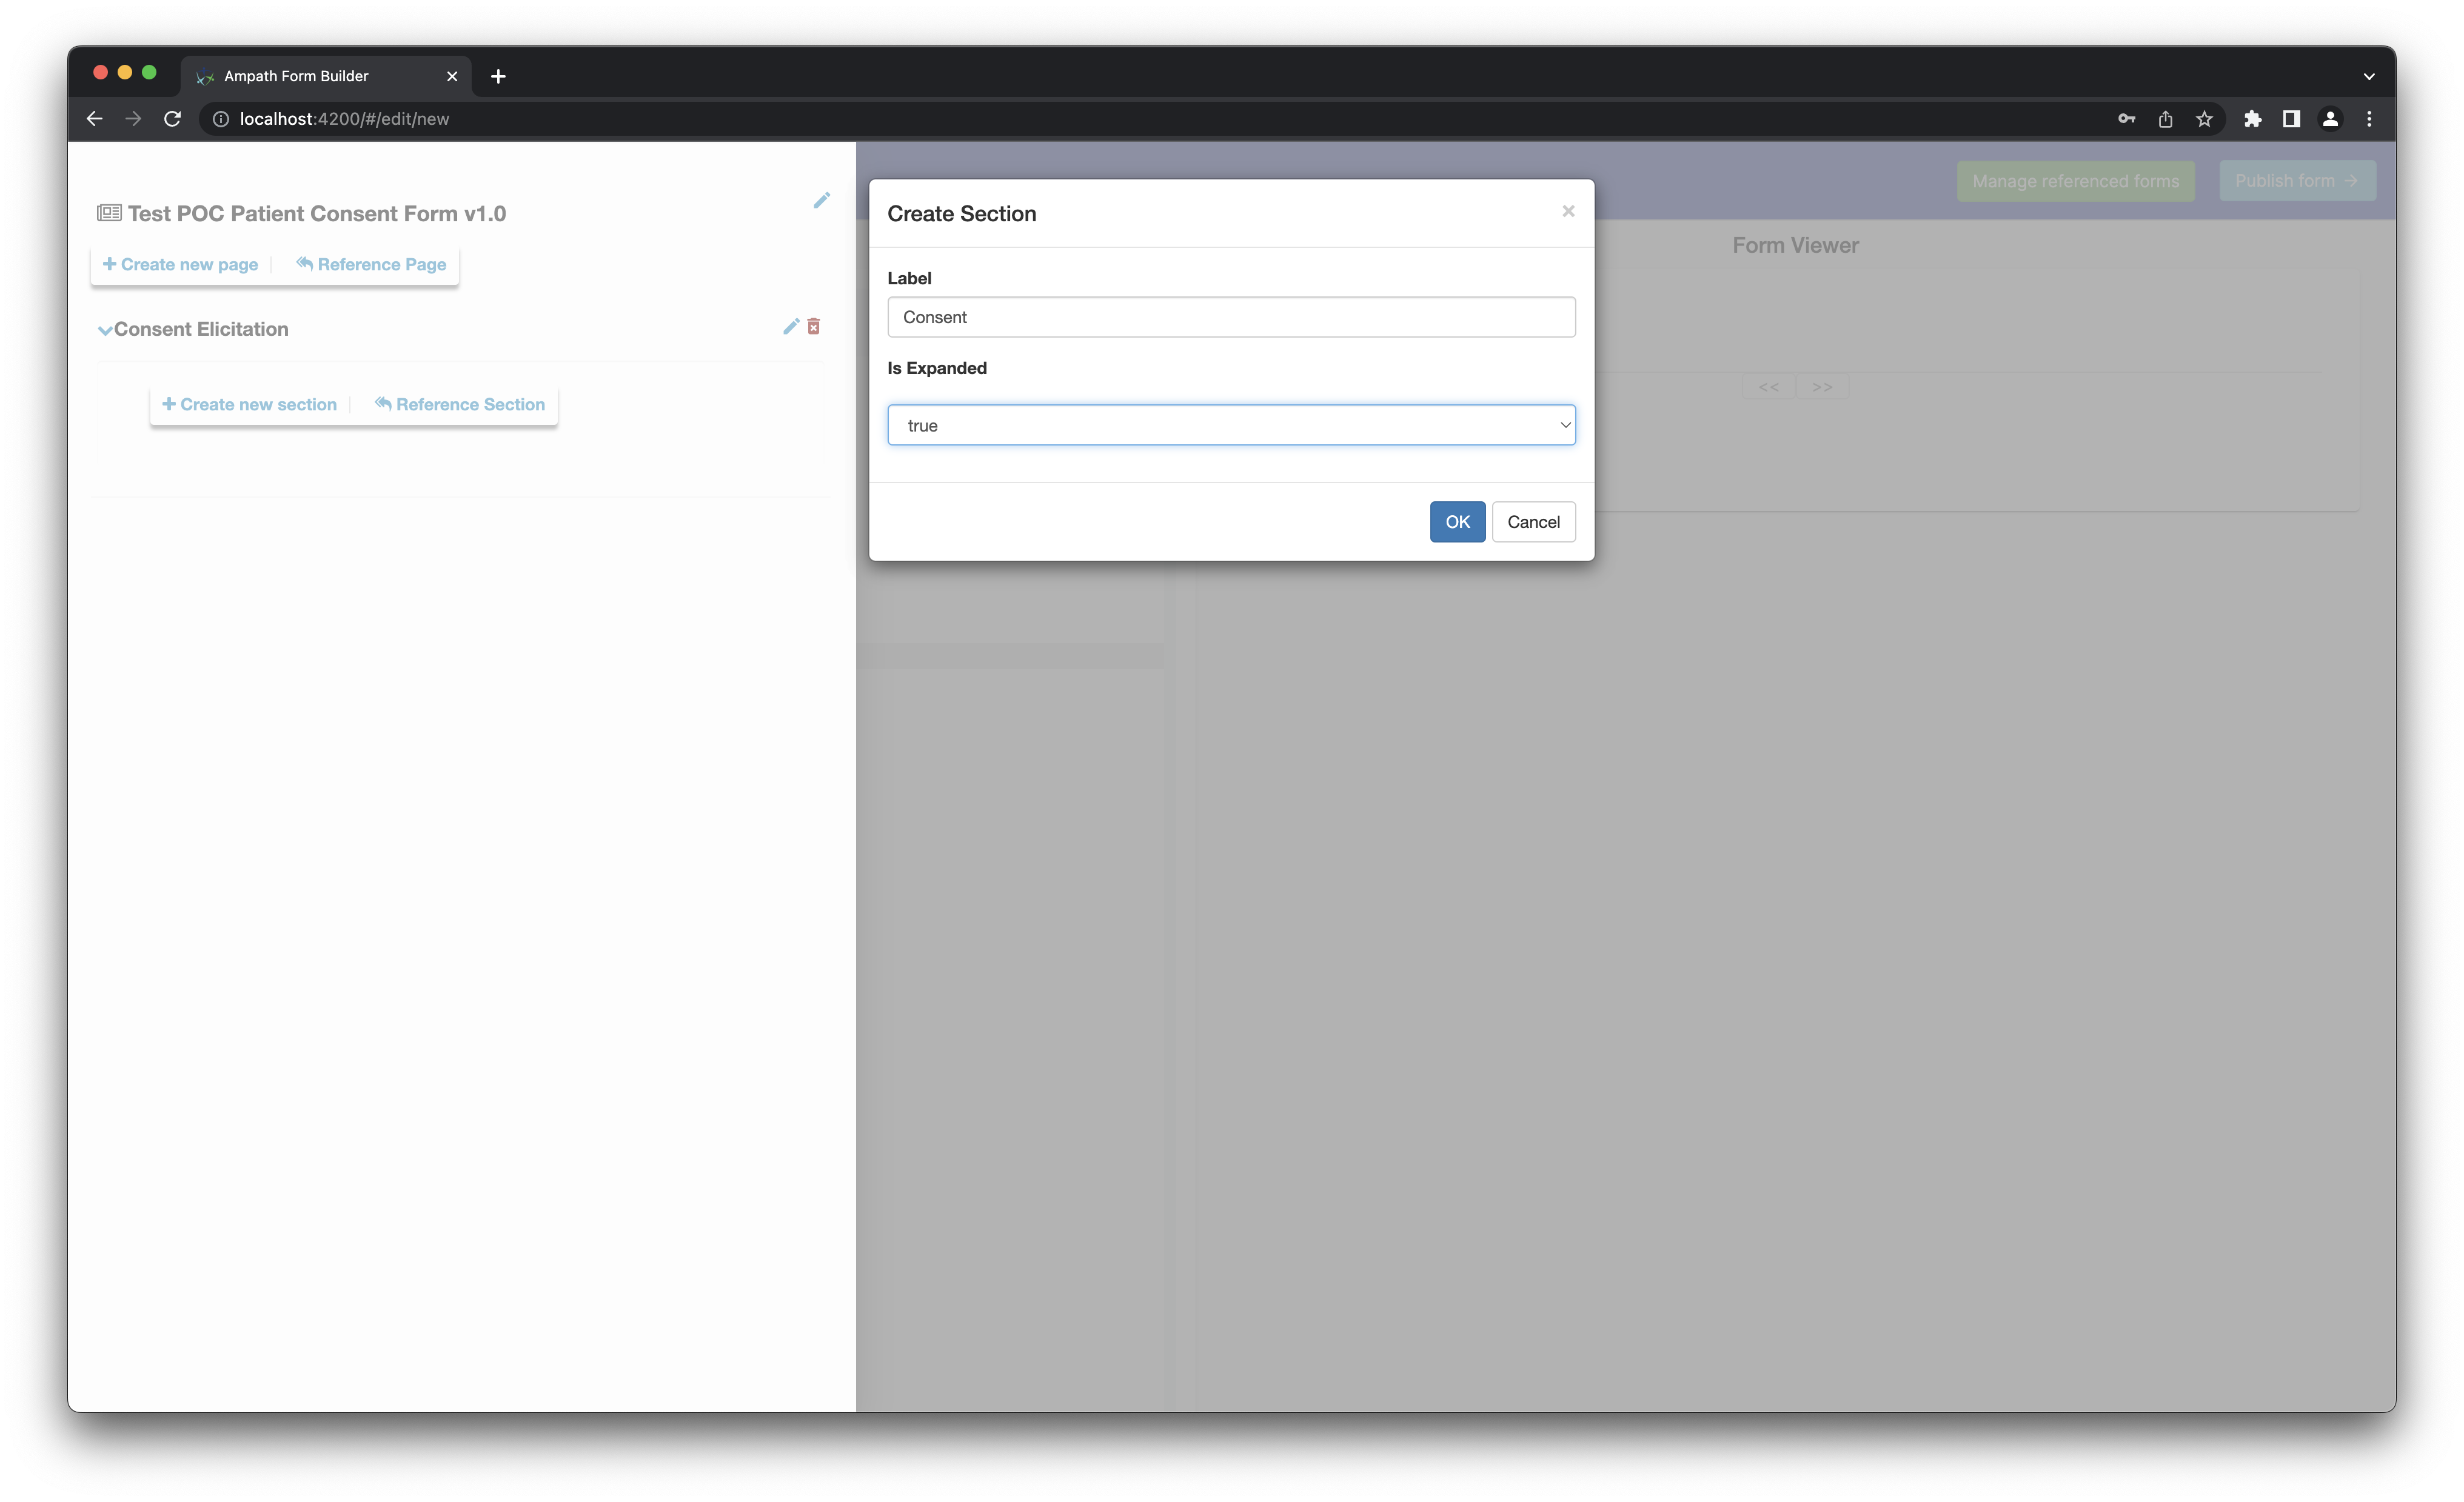 Ampath Form Builder
localhost:4200/#/edit/new
Manage referenced forms
Publish form
Test POC Patient Consent Form v1.0
Create new page
Reference Page
Consent Elicitation
Create new section
Reference Section
Create Section
×
Label
Consent
Is Expanded
true
OK
Cancel
Form Viewer
<< >>